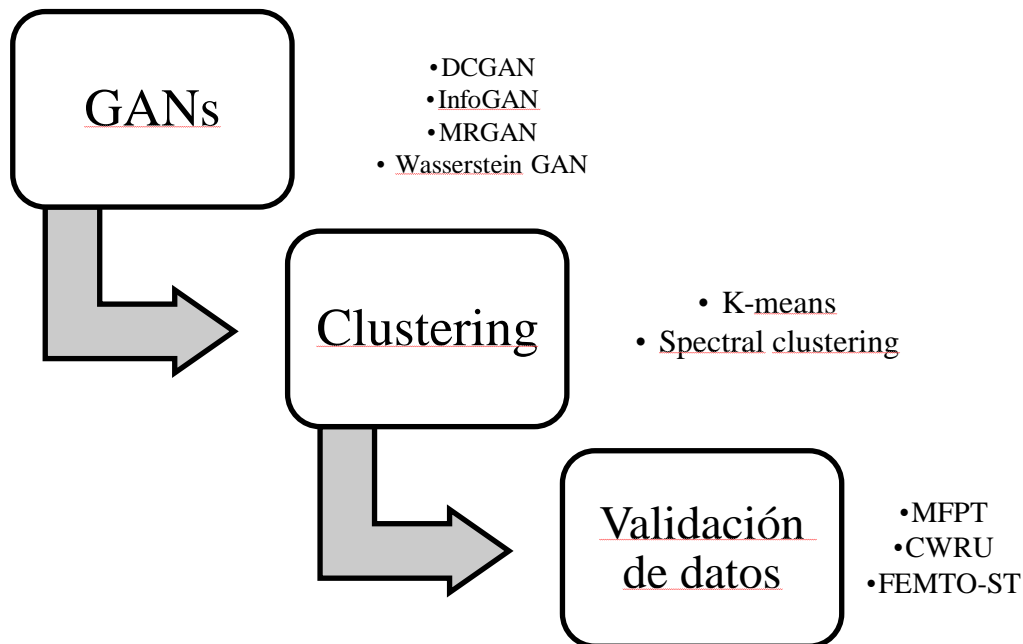 GANs
•DCGAN
•InfoGAN
•MRGAN
• Wasserstein GAN
Clustering
• K-means
• Spectral clustering
Validación
de datos
•MFPT
•CWRU
•FEMTO-ST